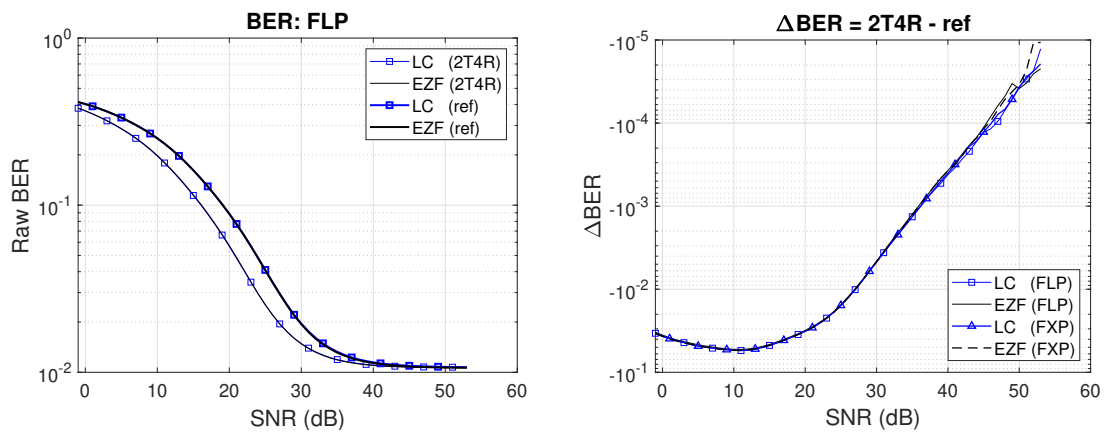 BER: FLP
10^0
10^-1
10^-2
Raw BER
0
10
20
30
40
50
60
SNR (dB)
LC (2T4R)
EZF (2T4R)
LC (ref)
EZF (ref)
ΔBER = 2T4R - ref
-10^-5
-10^-4
-10^-3
-10^-2
-10^-1
ΔBER
0
10
20
30
40
50
60
SNR (dB)
LC (FLP)
EZF (FLP)
LC (FXP)
EZF (FXP)